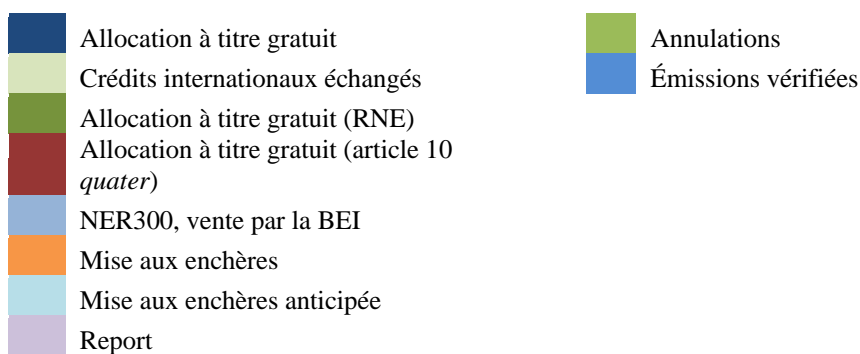 Allocation à titre gratuit
Crédits internationaux échangés
Allocation à titre gratuit (RNE)
Allocation à titre gratuit (article 10
quater)
NER300, vente par la BEI
Mise aux enchères
Mise aux enchères anticipée
Report
Annulations
Émissions vérifiées